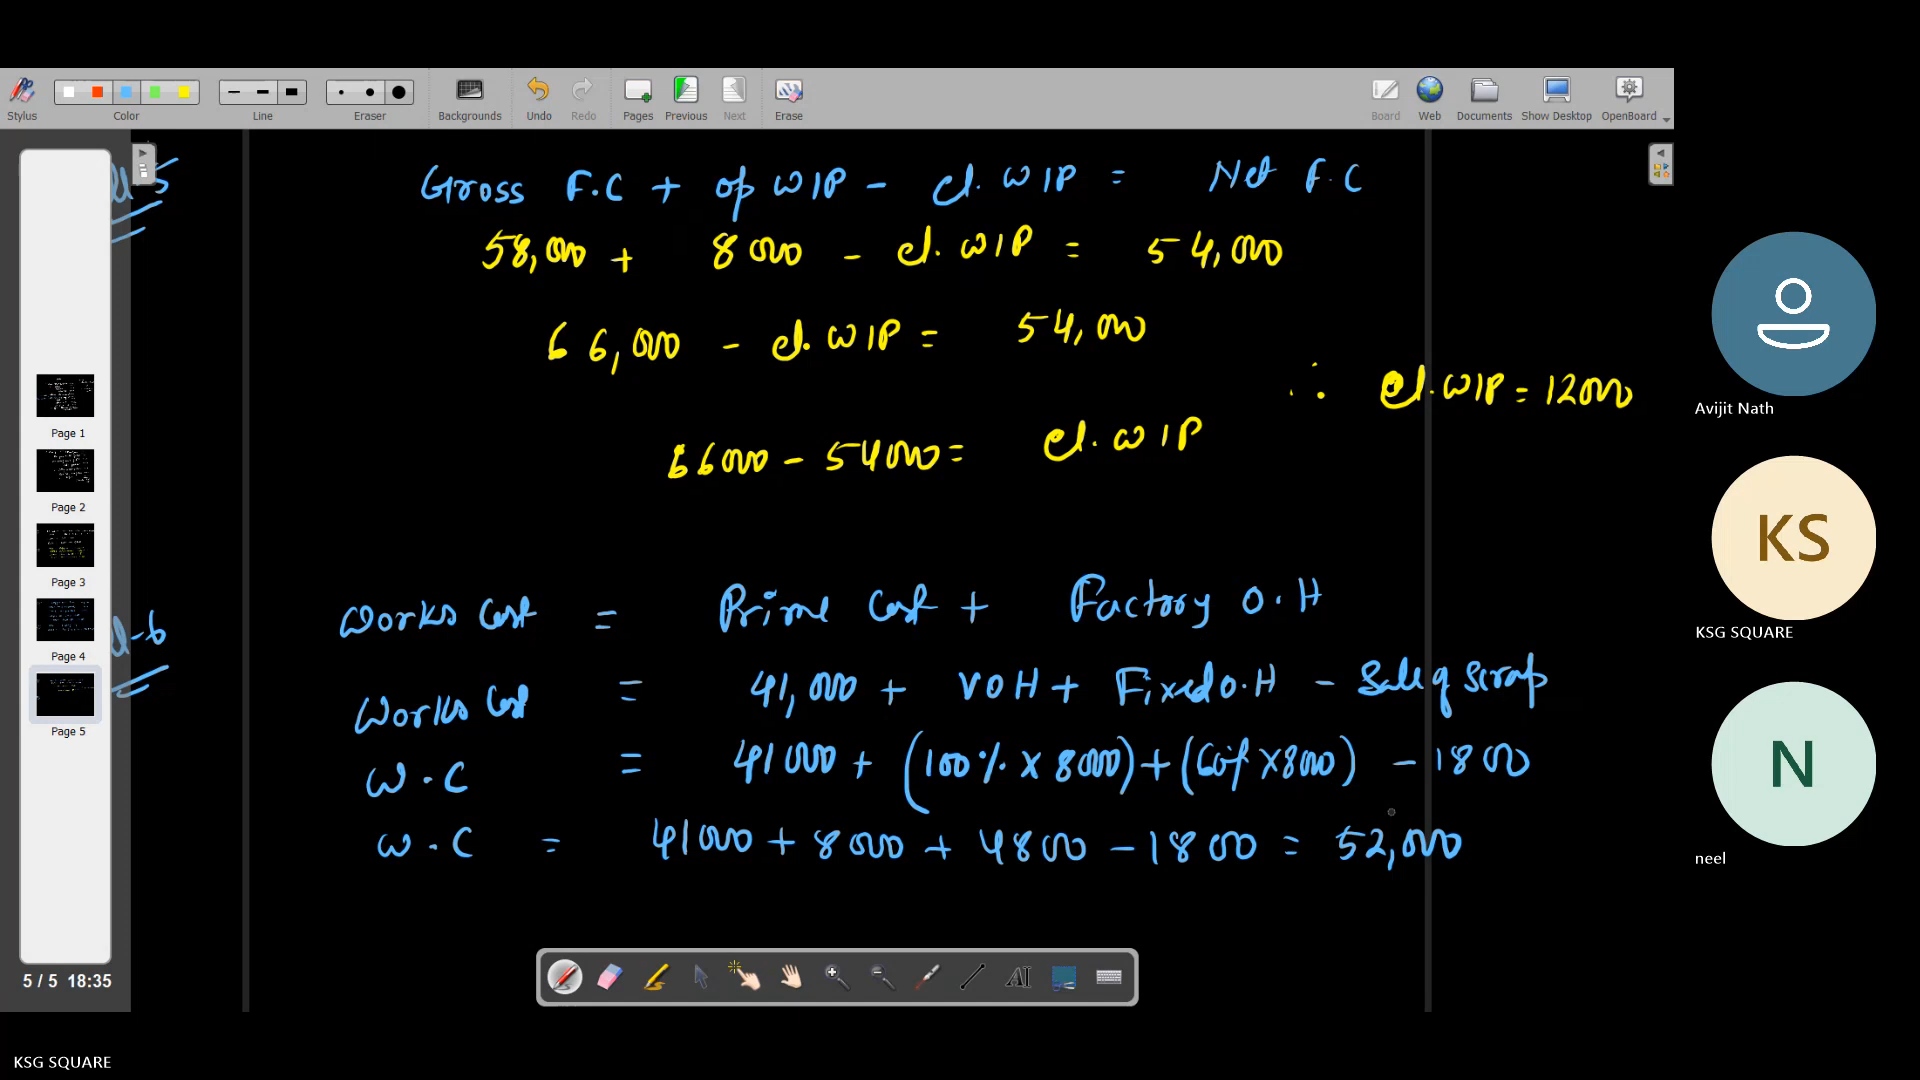 Stylus
Color
Line
Eraser
Backgrounds
Undo
Redo
Pages
Previous
Next
Erase
Board
Web
Documents
Show Desktop
OpenBoard
Gross F.C + op WIP - cl. WIP = Net F.C
58,000 + 8000 - cl. WIP = 54,000
66,000 - cl. WIP = 54,000
∴ cl. WIP = 12000
66000 - 54000 = cl. WIP
Works Cost = Prime Cost + Factory O.H
Works Cost = 41,000 + VOH + Fixed O.H - Sale of Scrap
W.C = 41000 + (100% X 8000) + (60% X 8000) - 1800
W.C = 41000 + 8000 + 4800 - 1800 = 52,000
Page 1
Page 2
Page 3
Page 4
Page 5
5 / 5 18:35
Avijit Nath
KS
KSG SQUARE
N
neel
KSG SQUARE